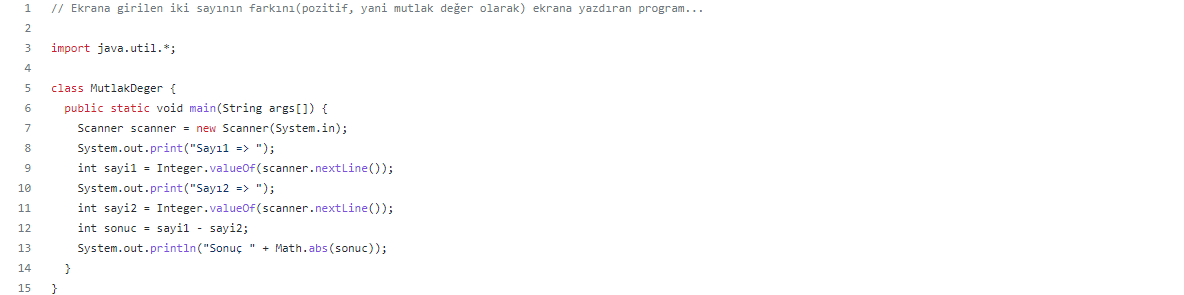 1 // Ekrana girilen iki sayının farkını(pozitif, yani mutlak değer olarak) ekrana yazdıran program...
2
3 import java.util.*;
4
5 class MutlakDeger {
6 public static void main(String args[]) {
7 Scanner scanner = new Scanner(System.in);
8 System.out.print("Sayı1 => ");
9 int sayi1 = Integer.valueOf(scanner.nextLine());
10 System.out.print("Sayı2 => ");
11 int sayi2 = Integer.valueOf(scanner.nextLine());
12 int sonuc = sayi1 - sayi2;
13 System.out.println("Sonuç " + Math.abs(sonuc));
14 }
15 }